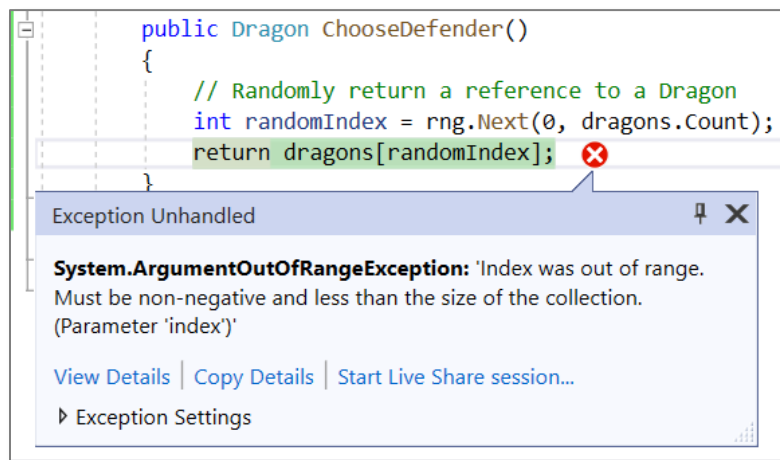 public Dragon ChooseDefender()
{
// Randomly return a reference to a Dragon
int randomIndex = rng.Next(0, dragons.Count);
return dragons[randomIndex];
}
Exception Unhandled
System.ArgumentOutOfRangeException: 'Index was out of range.
Must be non-negative and less than the size of the collection.
(Parameter 'index')'
View Details | Copy Details | Start Live Share session...
Exception Settings